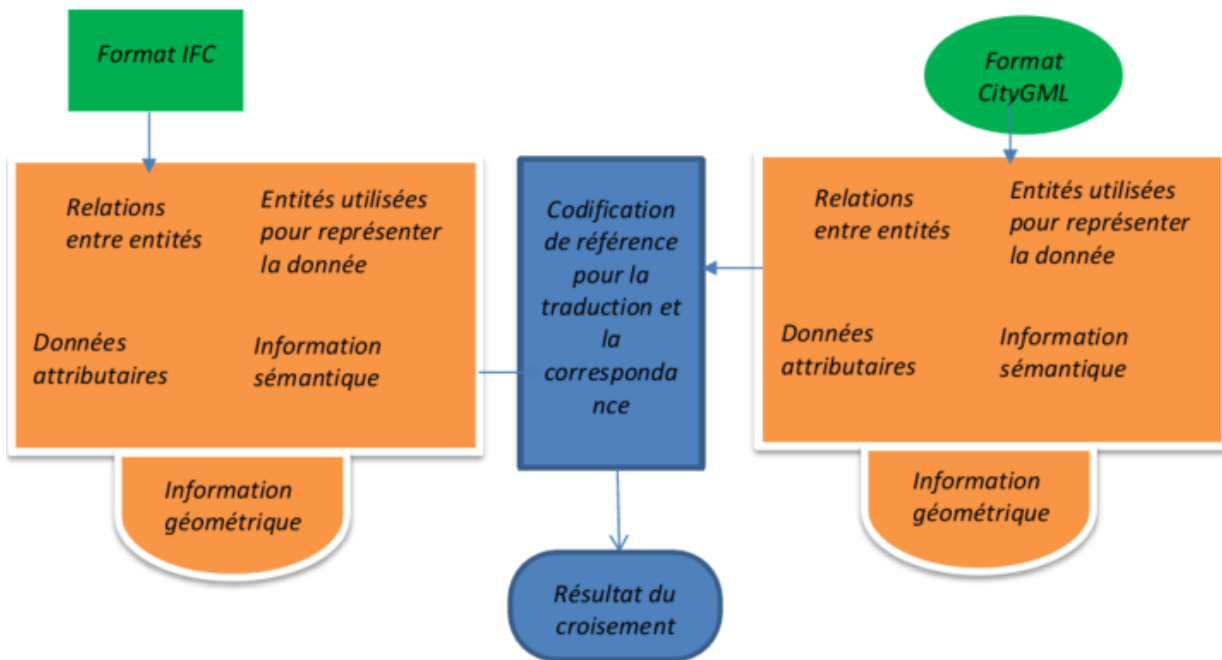 Format IFC
Format
CityGML
Relations
entre entités
Entités utilisées
pour représenter
la donnée
Données
attributaires
Information
sémantique
Information
géométrique
Codification
de référence
pour la
traduction et
la
corresponda
nce
Résultat du
croisement
Relations
entre entités
Entités utilisées
pour représenter
la donnée
Données
attributaires
Information
sémantique
Information
géométrique